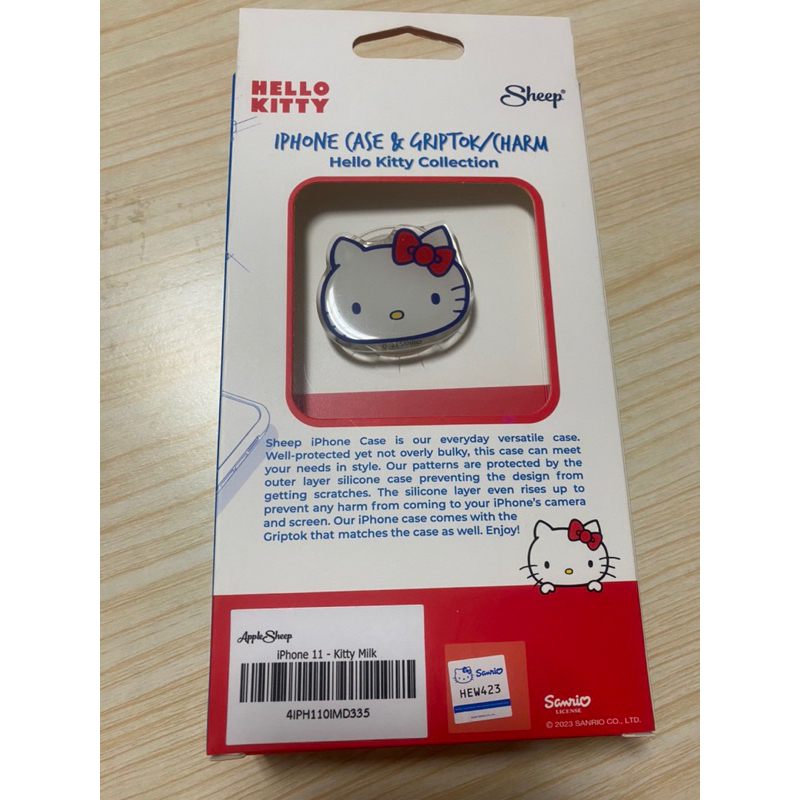 HELLO
KITTY
Sheep®
IPHONE CASE & GRIPTOK/CHARM
Hello Kitty Collection
Sheep iPhone Case is our everyday versatile case.
Well-protected yet not overly bulky, this case can meet
your needs in style. Our patterns are protected by the
outer layer silicone case preventing the design from
getting scratches. The silicone layer even rises up to
prevent any harm from coming to your iPhone's camera
and screen. Our iPhone case comes with the
Griptok that matches the case as well. Enjoy!
AppleSheep
iPhone 11 - Kitty Milk
4IPH110IMD335
Sanrio
HEW423
Sanrio
LICENSE
© 2023 SANRIO CO., LTD.